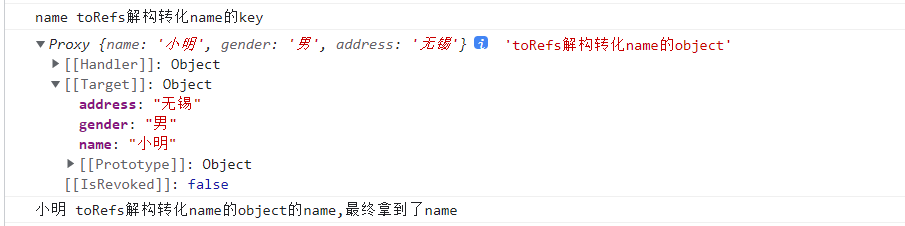 name toRefs解构转化name的key
Proxy {name: '小明', gender: '男', address: '无锡'} i 'toRefs解构转化name的object'
[[Handler]]: Object
[[Target]]: Object
address: "无锡"
gender: "男"
name: "小明"
[[Prototype]]: Object
[[IsRevoked]]: false
小明 toRefs解构转化name的object的name,最终拿到了name